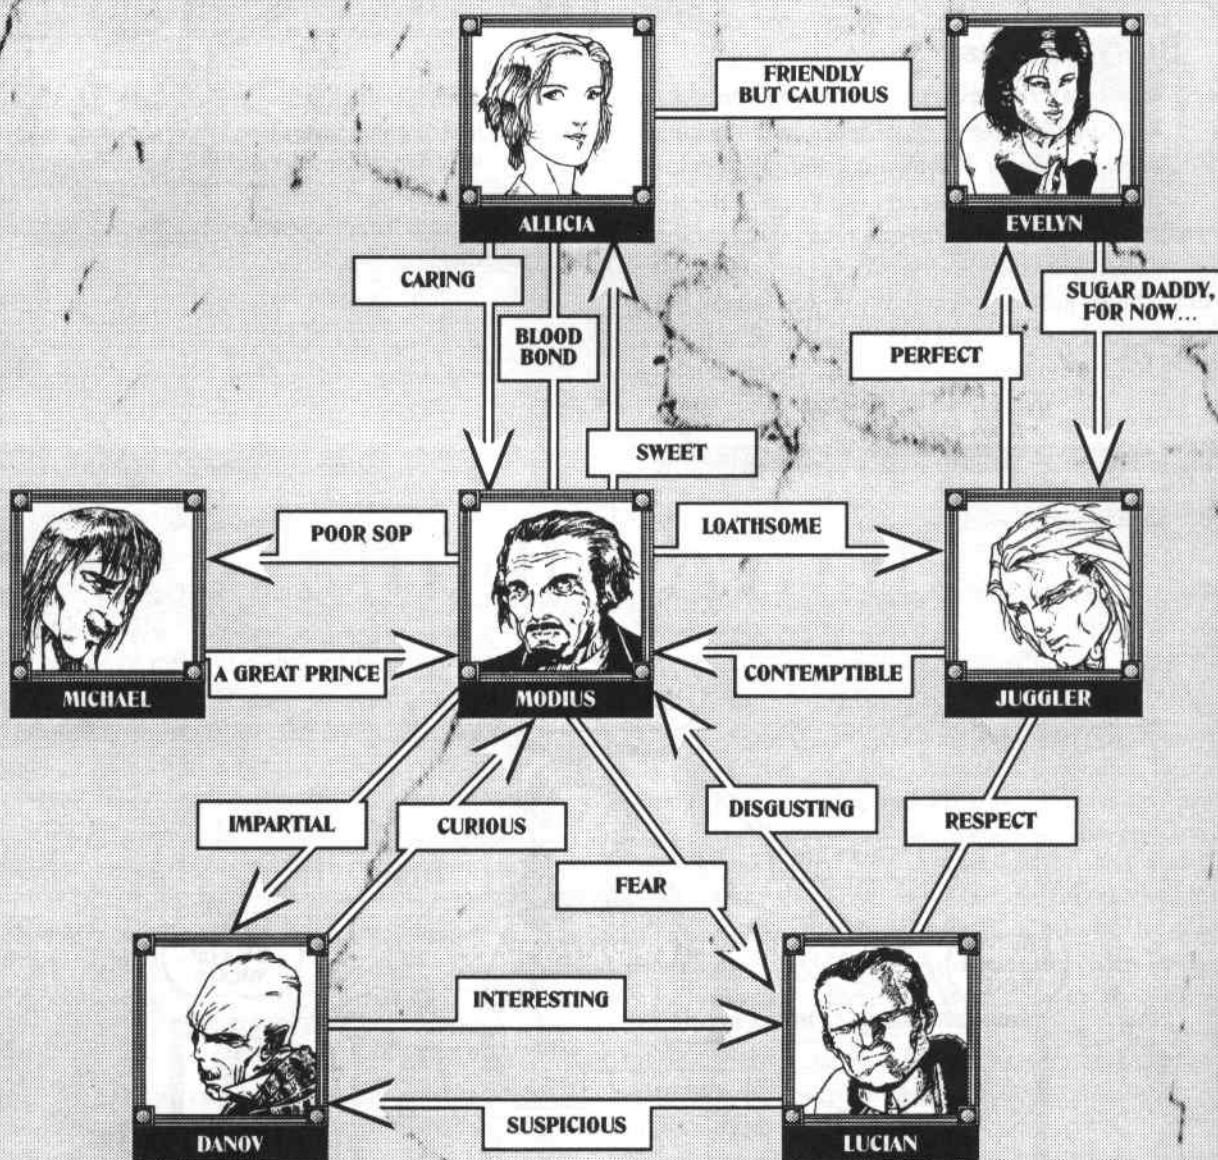 FRIENDLY
BUT CAUTIOUS
ALLICIA
EVELYN
CARING
SUGAR DADDY,
FOR NOW...
BLOOD
BOND
PERFECT
SWEET
POOR SOP
LOATHSOME
A GREAT PRINCE
CONTEMPTIBLE
MICHAEL
MODIUS
JUGGLER
IMPARTIAL
CURIOUS
DISGUSTING
RESPECT
FEAR
INTERESTING
SUSPICIOUS
DANOV
LUCIAN